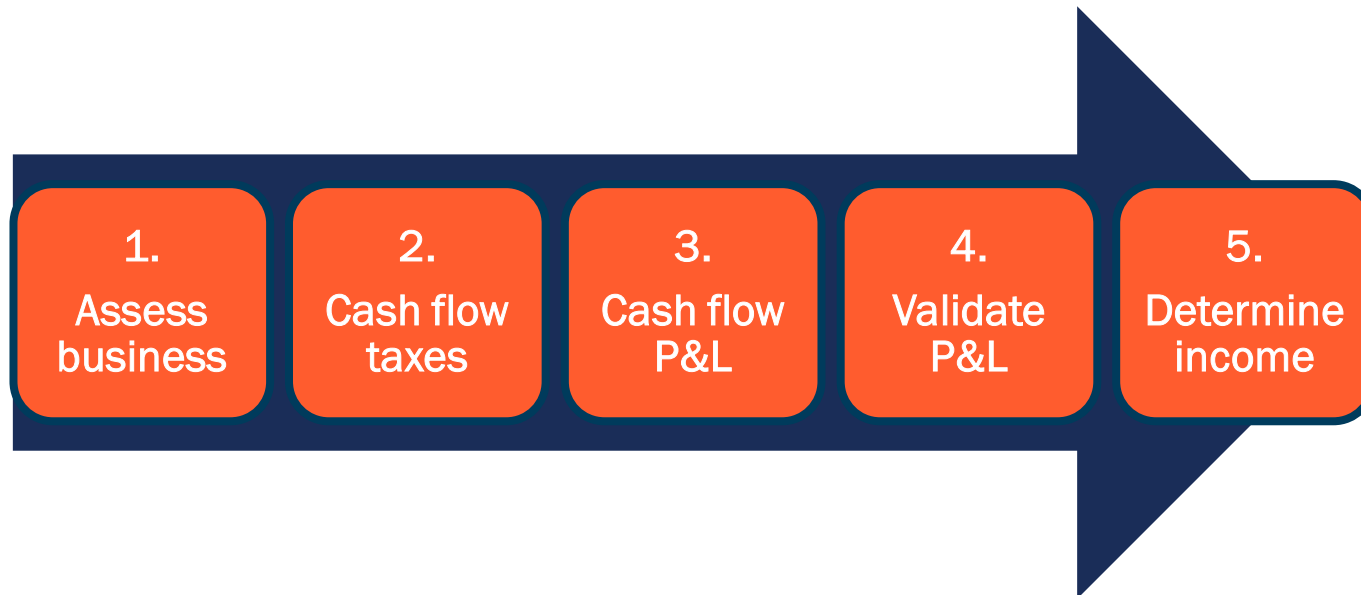 1.
Assess
business
2.
Cash flow
taxes
3.
Cash flow
P&L
4.
Validate
P&L
5.
Determine
income